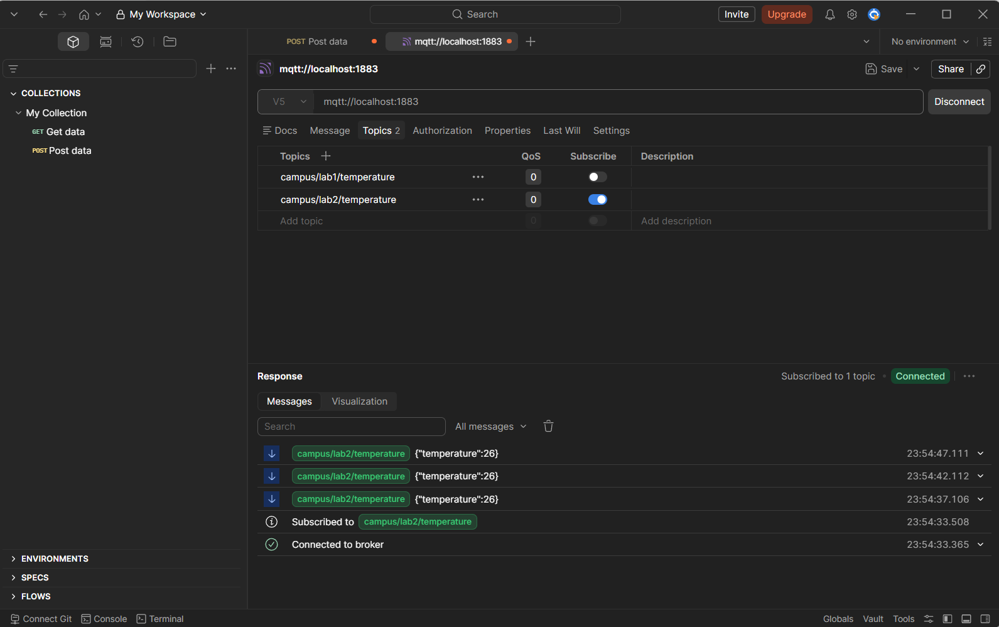 My Workspace
Search
Invite
Upgrade
POST Post data
mqtt://localhost:1883
No environment
mqtt://localhost:1883
Save
Share
COLLECTIONS
My Collection
GET Get data
POST Post data
V5
mqtt://localhost:1883
Disconnect
Docs Message Topics 2 Authorization Properties Last Will Settings
Topics QoS Subscribe Description
campus/lab1/temperature 0
campus/lab2/temperature 0
Add topic 0 Add description
Response
Subscribed to 1 topic
Connected
Messages Visualization
Search
All messages
campus/lab2/temperature {"temperature":26} 23:54:47.111
campus/lab2/temperature {"temperature":26} 23:54:42.112
campus/lab2/temperature {"temperature":26} 23:54:37.106
Subscribed to campus/lab2/temperature 23:54:33.508
Connected to broker 23:54:33.365
ENVIRONMENTS
SPECS
FLOWS
Connect Git Console Terminal
Globals Vault Tools